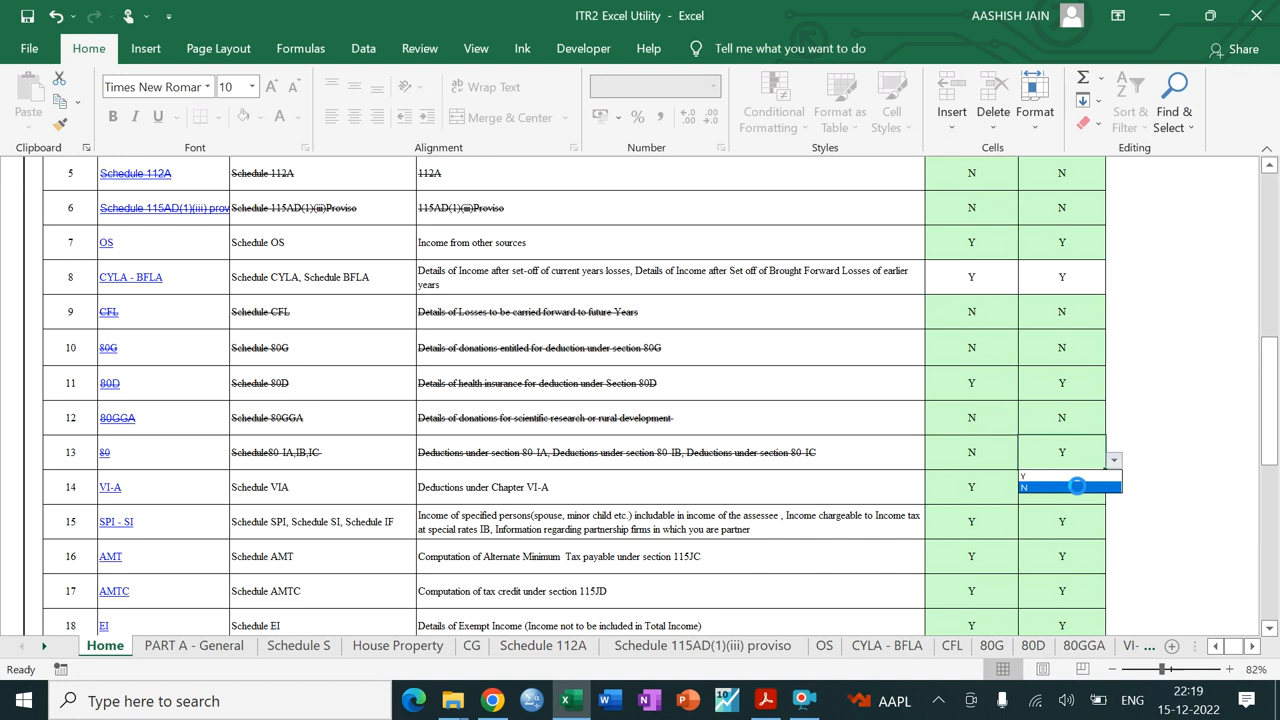 ITR2 Excel Utility - Excel
AASHISH JAIN
File Home Insert Page Layout Formulas Data Review View Ink Developer Help Tell me what you want to do Share
Times New Romar 10
Wrap Text
Paste
Merge & Center
Conditional Formatting
Format as Table
Cell Styles
Insert Delete Format
Sort & Filter
Find & Select
Clipboard Font Alignment Number Styles Cells Editing
5 Schedule 112A Schedule 112A 112A N N
6 Schedule 115AD(1)(iii) prov Schedule 115AD(1)(iii)Proviso 115AD(1)(iii)Proviso N N
7 OS Schedule OS Income from other sources Y Y
8 CYLA - BFLA Schedule CYLA, Schedule BFLA Details of Income after set-off of current years losses, Details of Income after Set off of Brought Forward Losses of earlier Y Y
years
9 CFL Schedule CFL Details of Losses to be carried forward to future Years N N
10 80G Schedule 80G Details of donations entitled for deduction under section 80G N N
11 80D Schedule 80D Details of health insurance for deduction under Section 80D Y Y
12 80GGA Schedule 80GGA Details of donations for scientific research or rural development N N
13 80 Schedule80-IA,IB,IC Deductions under section 80-IA, Deductions under section 80-IB, Deductions under section 80-IC N Y
Y
N
14 VI-A Schedule VIA Deductions under Chapter VI-A Y
15 SPI - SI Schedule SPI, Schedule SI, Schedule IF Income of specified persons(spouse, minor child etc.) includable in income of the assessee , Income chargeable to Income tax Y Y
at special rates IB, Information regarding partnership firms in which you are partner
16 AMT Schedule AMT Computation of Alternate Minimum Tax payable under section 115JC Y Y
17 AMTC Schedule AMTC Computation of tax credit under section 115JD Y Y
18 EI Schedule EI Details of Exempt Income (Income not to be included in Total Income) Y Y
Home PART A - General Schedule S House Property CG Schedule 112A Schedule 115AD(1)(iii) proviso OS CYLA - BFLA CFL 80G 80D 80GGA VI- ...
Ready 82%
Type here to search
AAPL
ENG
22:19
15-12-2022